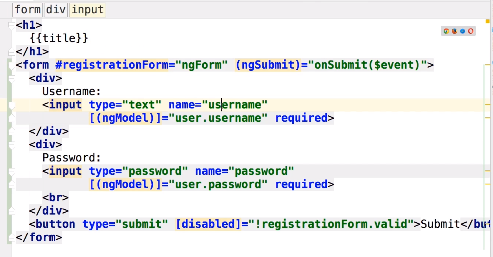 form div input
<h1>
{{title}}
</h1>
<form #registrationForm="ngForm" (ngSubmit)="onSubmit($event)">
<div>
Username:
<input type="text" name="username"
[(ngModel)]="user.username" required>
</div>
<div>
Password:
<input type="password" name="password"
[(ngModel)]="user.password" required>
<br>
</div>
<button type="submit" [disabled]="!registrationForm.valid">Submit</but
</form>